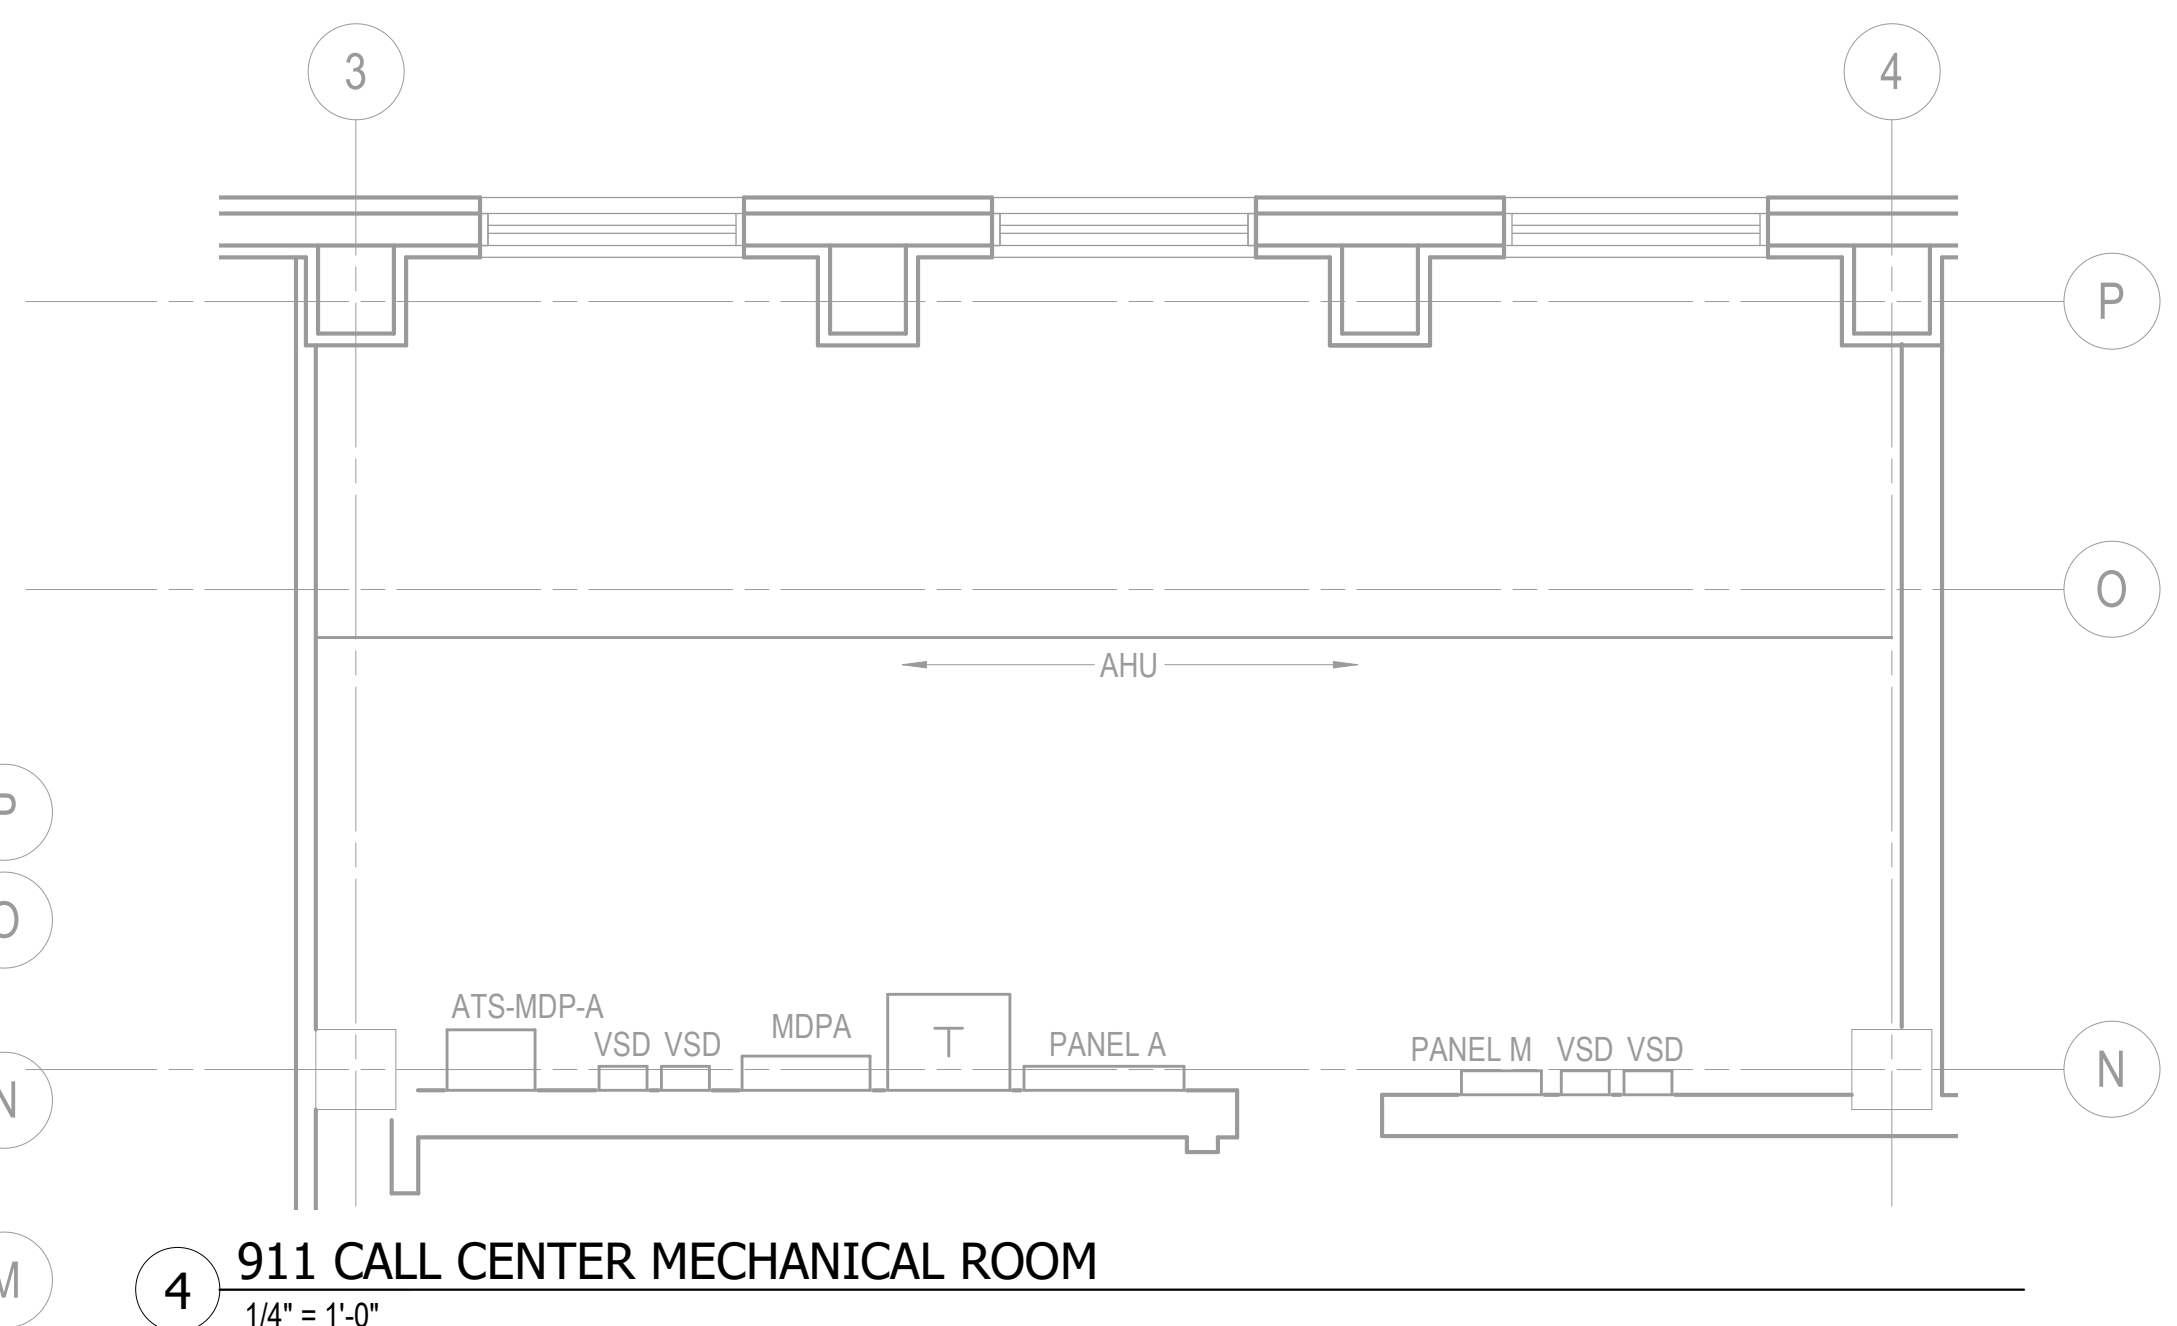 3
4
P
O
AHU
P
O
ATS-MDP-A
VSD VSD
MDPA
T
PANEL A
PANEL M
VSD VSD
N
N
M
4
911 CALL CENTER MECHANICAL ROOM
1/4" = 1'-0"